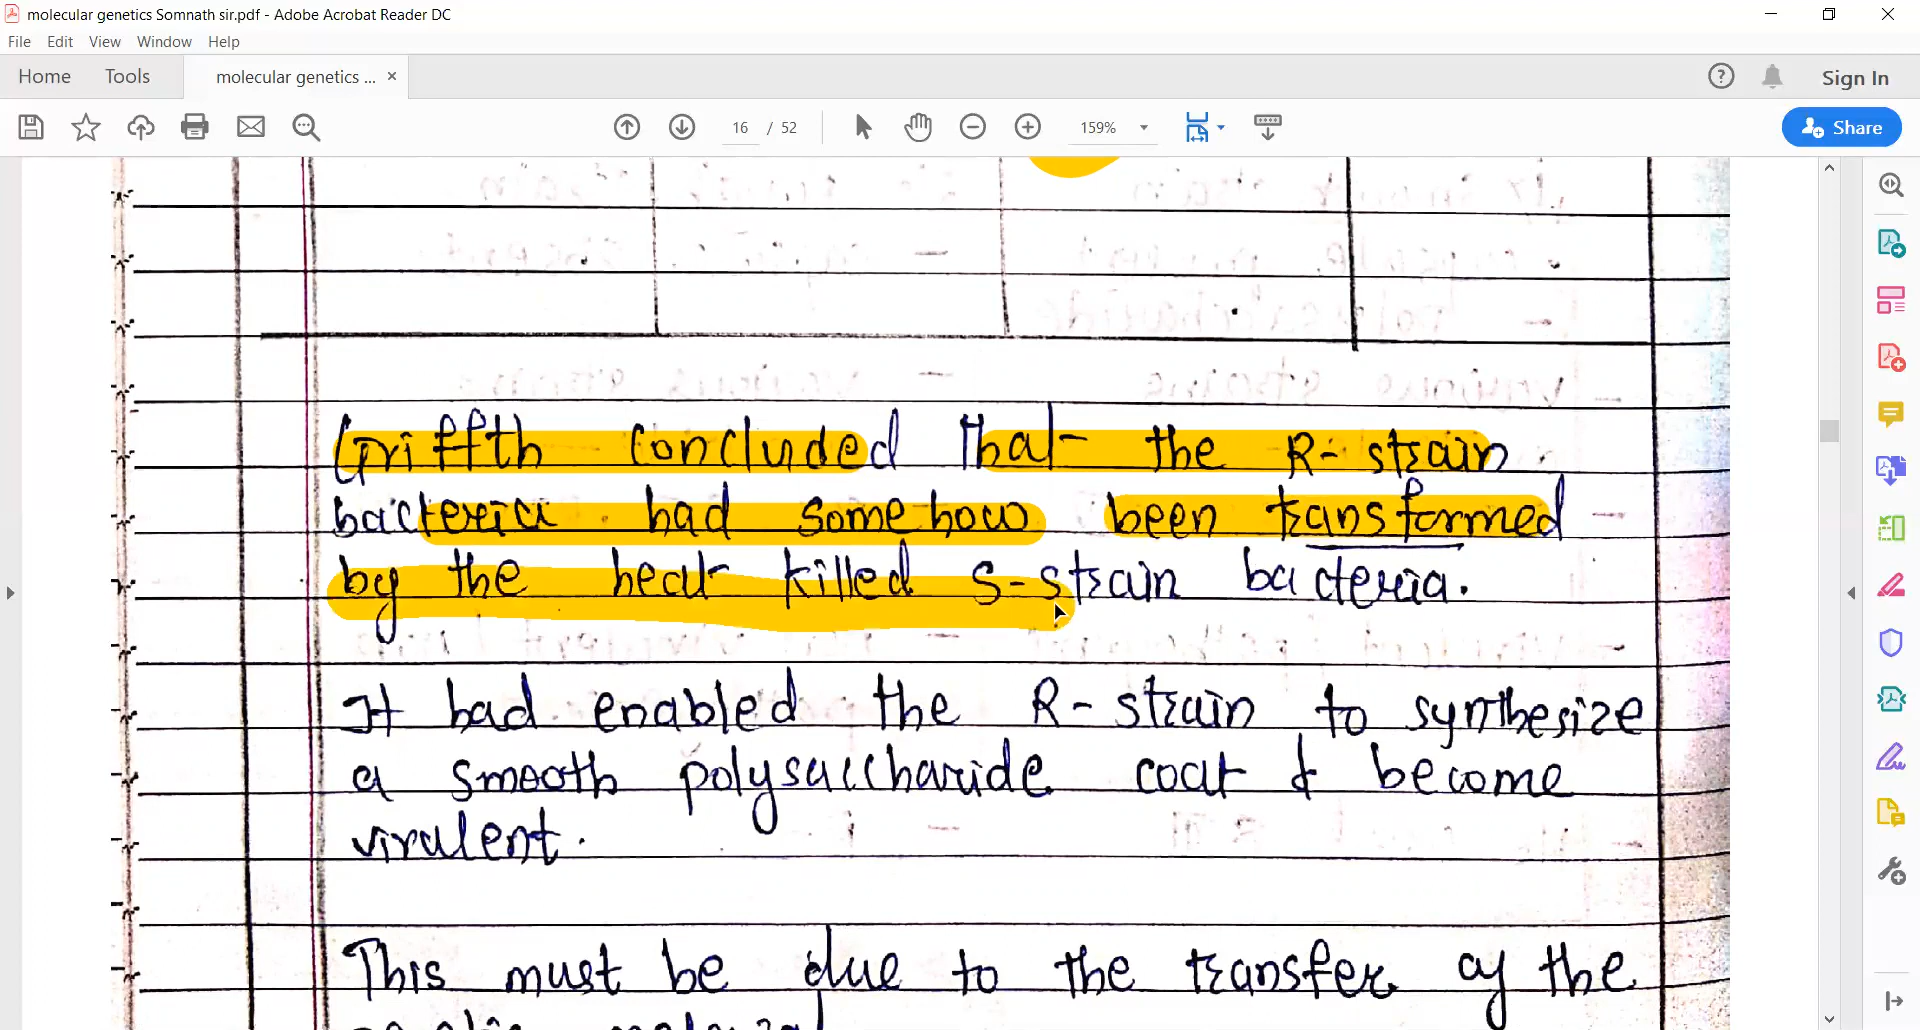 molecular genetics Somnath sir.pdf - Adobe Acrobat Reader DC
File Edit View Window Help
Home Tools molecular genetics ... × Sign In
16 / 52 159% Share
Griffth concluded that the R-strain
bacteria had somehow been transformed
by the heat killed S-strain bacteria.
It had enabled the R-strain to synthesize
a smooth polysaccharide coat & become
virulent.
This must be due to the transfer of the